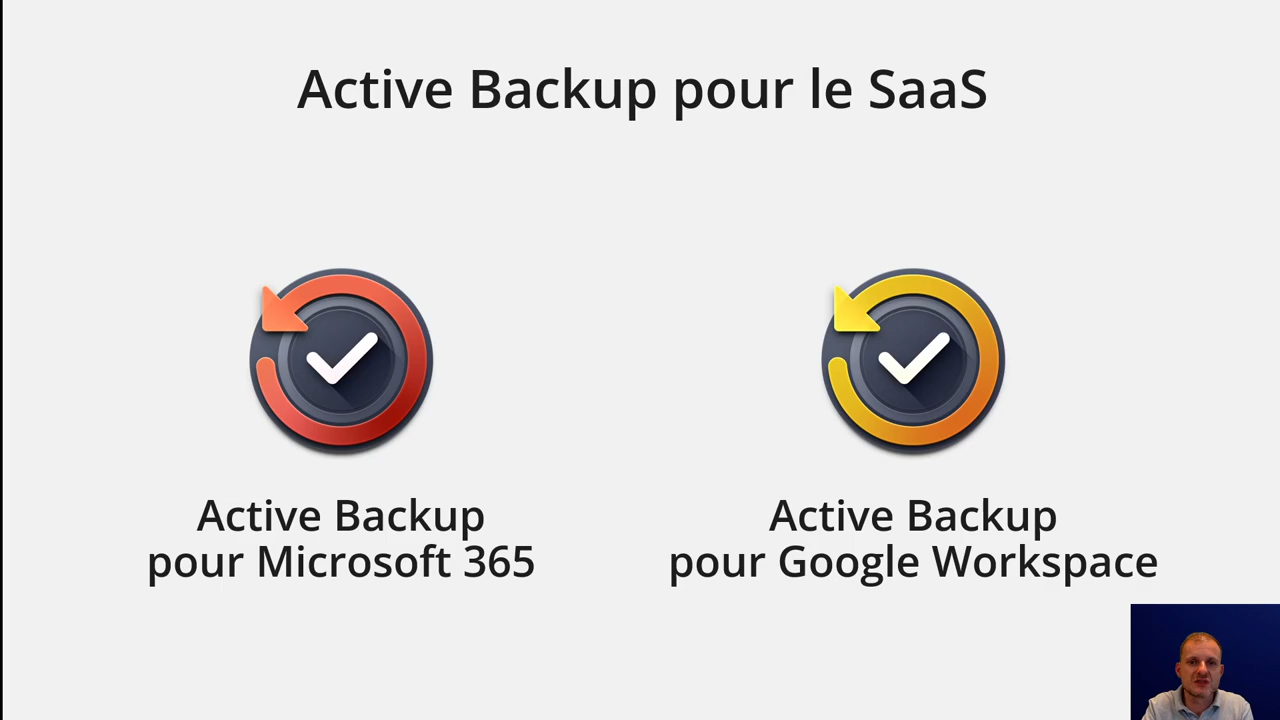 Active Backup pour le SaaS
Active Backup
pour Microsoft 365
Active Backup
pour Google Workspace